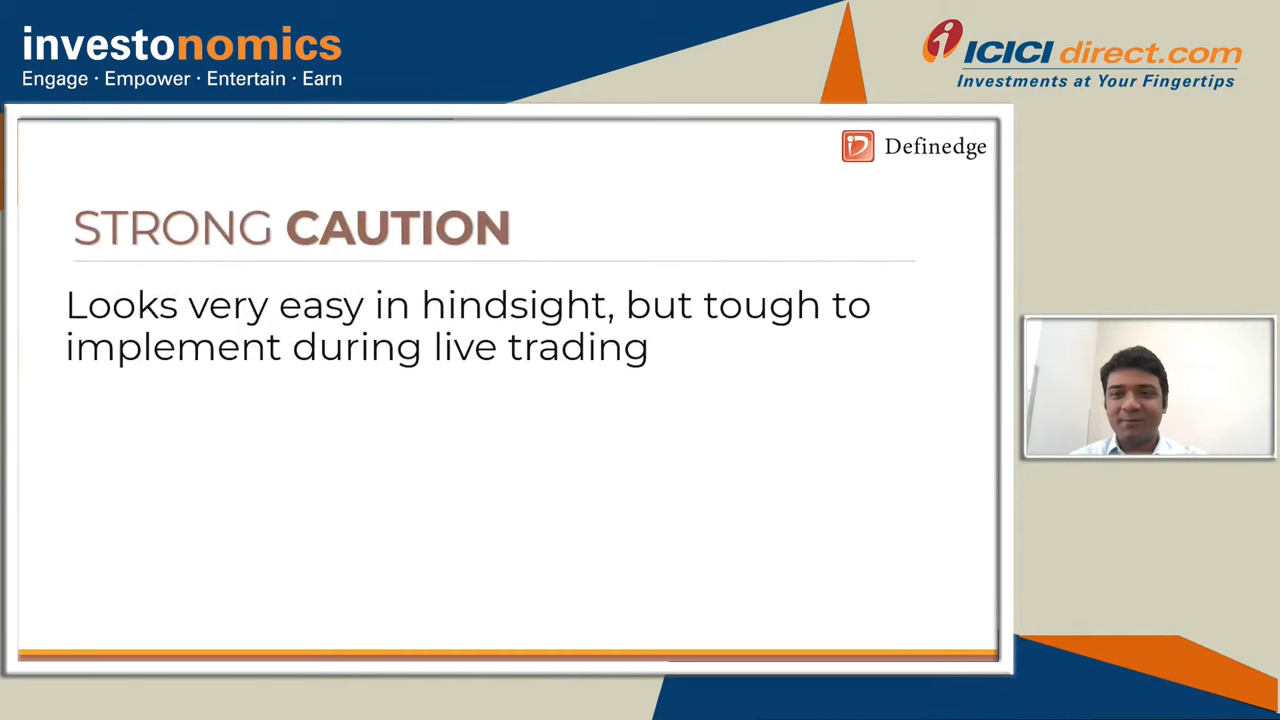 investonomics
Engage · Empower · Entertain · Earn
ICICI direct.com
Investments at Your Fingertips
Definedge
STRONG CAUTION
Looks very easy in hindsight, but tough to
implement during live trading